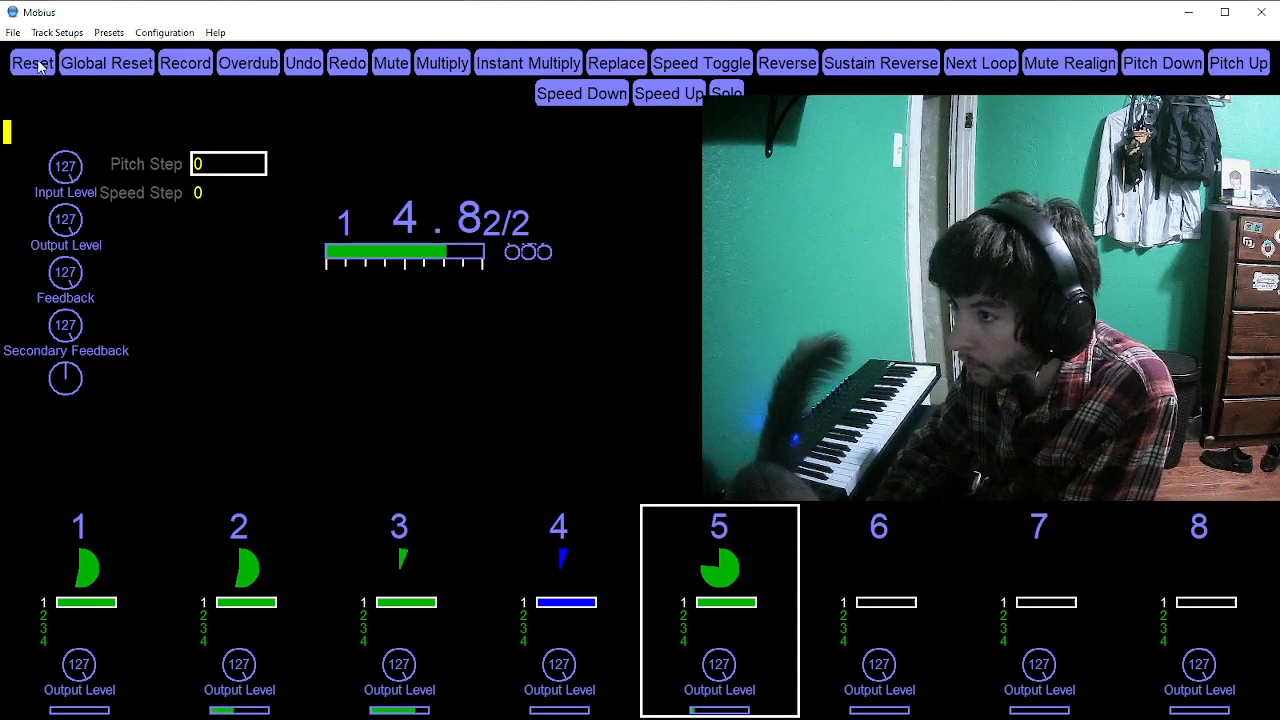 Möbius
File Track Setups Presets Configuration Help
Reset Global Reset Record Overdub Undo Redo Mute Multiply Instant Multiply Replace Speed Toggle Reverse Sustain Reverse Next Loop Mute Realign Pitch Down Pitch Up
Speed Down Speed Up Solo
127 Pitch Step 0
Input Level Speed Step 0
127
Output Level
1 4 . 8 2/2
127
Feedback
127
Secondary Feedback
1 2 3 4 5 6 7 8
1 1 1 1 1 1 1 1
2 2 2 2 2 2 2 2
3 3 3 3 3 3 3 3
4 4 4 4 4 4 4 4
127 127 127 127 127 127 127 127
Output Level Output Level Output Level Output Level Output Level Output Level Output Level Output Level